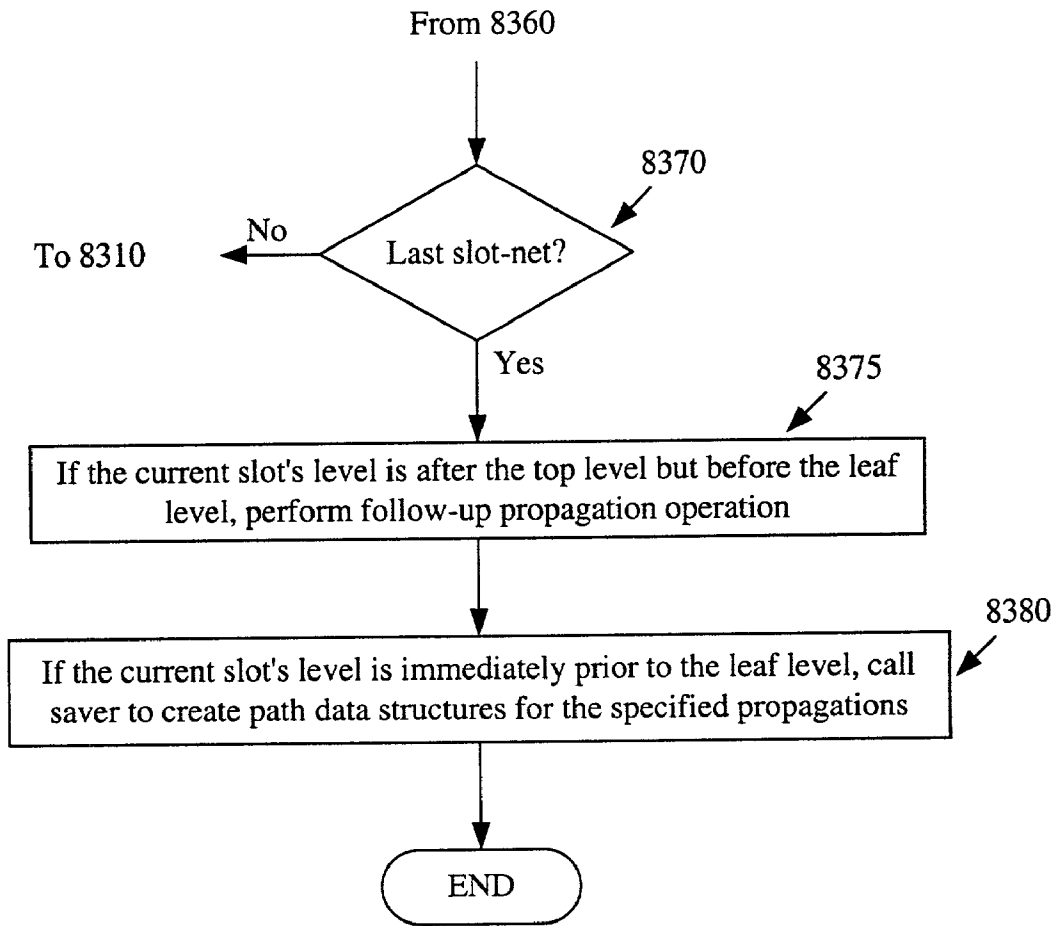 From 8360
8370
No
To 8310
Last slot-net?
Yes
8375
If the current slot's level is after the top level but before the leaf
level, perform follow-up propagation operation
8380
If the current slot's level is immediately prior to the leaf level, call
saver to create path data structures for the specified propagations
END